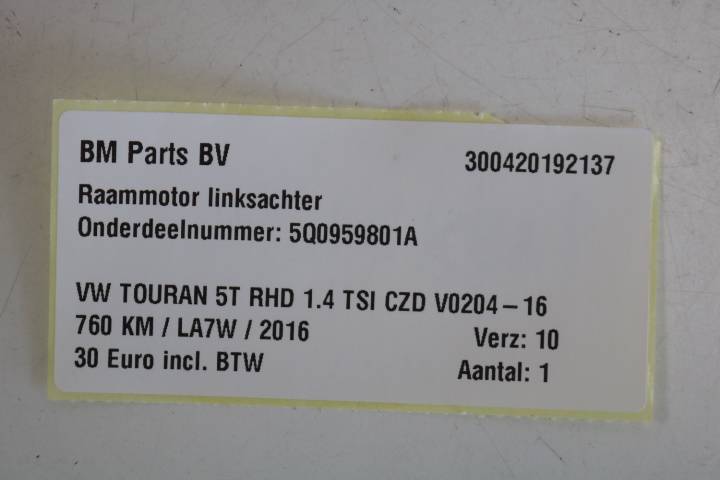 BM Parts BV 300420192137
Raammotor linksachter
Onderdeelnummer: 5Q0959801A
VW TOURAN 5T RHD 1.4 TSI CZD V0204-16
760 KM / LA7W / 2016 Verz: 10
30 Euro incl. BTW Aantal: 1